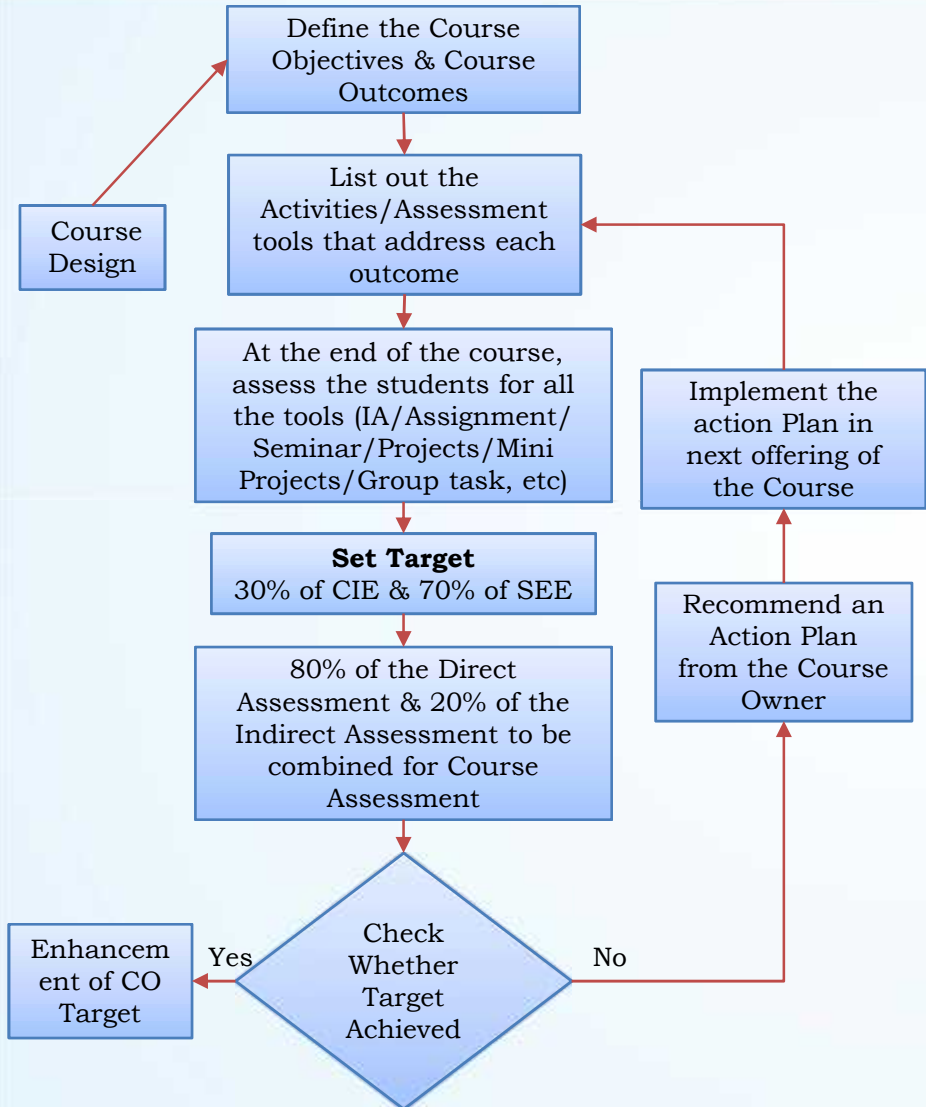 Define the Course
Objectives & Course
Outcomes
Course
Design
List out the
Activities/Assessment
tools that address each
outcome
At the end of the course,
assess the students for all
the tools (IA/Assignment/
Seminar/Projects/Mini
Projects/Group task, etc)
Set Target
30% of CIE & 70% of SEE
80% of the Direct
Assessment & 20% of the
Indirect Assessment to be
combined for Course
Assessment
Check
Whether
Target
Achieved
Yes
Enhancem
ent of CO
Target
No
Recommend an
Action Plan
from the Course
Owner
Implement the
action Plan in
next offering of
the Course